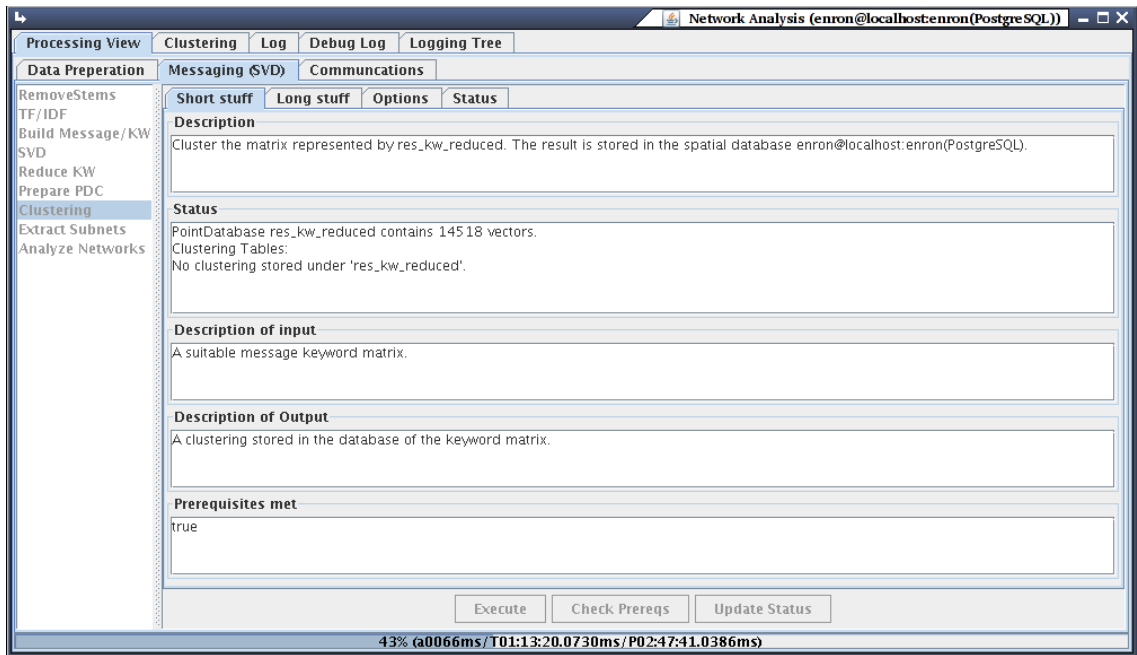 Network Analysis (enron@localhost:enron(PostgreSQL))
Processing View Clustering Log Debug Log Logging Tree
Data Preperation Messaging (SVD) Communcations
RemoveStems
TF/IDF
Build Message/KW
SVD
Reduce KW
Prepare PDC
Clustering
Extract Subnets
Analyze Networks
Short stuff Long stuff Options Status
Description
Cluster the matrix represented by res_kw_reduced. The result is stored in the spatial database enron@localhost:enron(PostgreSQL).
Status
PointDatabase res_kw_reduced contains 14518 vectors.
Clustering Tables:
No clustering stored under 'res_kw_reduced'.
Description of input
A suitable message keyword matrix.
Description of Output
A clustering stored in the database of the keyword matrix.
Prerequisites met
true
Execute Check Prereqs Update Status
43% (a0066ms/T01:13:20.0730ms/P02:47:41.0386ms)